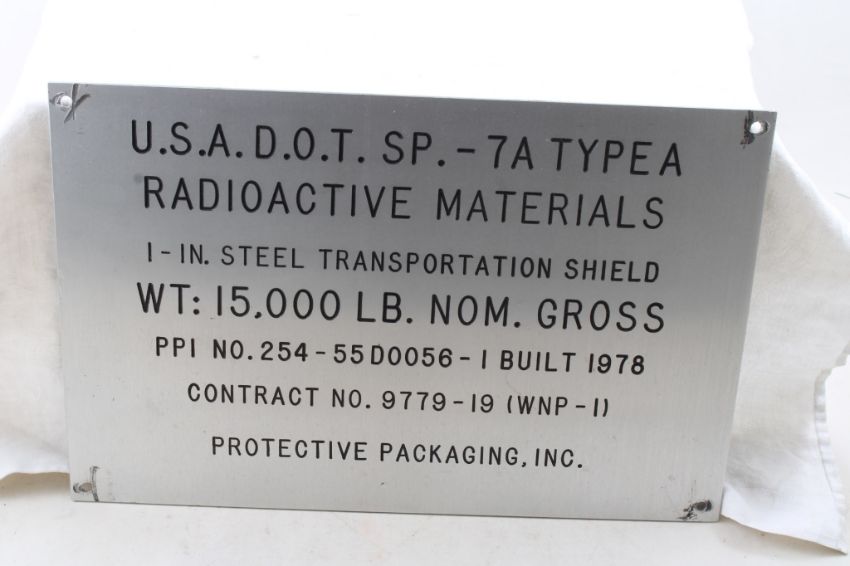 U.S.A. D.O.T. SP. - 7A TYPE A
RADIOACTIVE MATERIALS
1 - IN. STEEL TRANSPORTATION SHIELD
WT: 15,000 LB. NOM. GROSS
PPI NO. 254 - 55D0056 - 1 BUILT 1978
CONTRACT NO. 9779 - 19 (WNP - 1)
PROTECTIVE PACKAGING, INC.